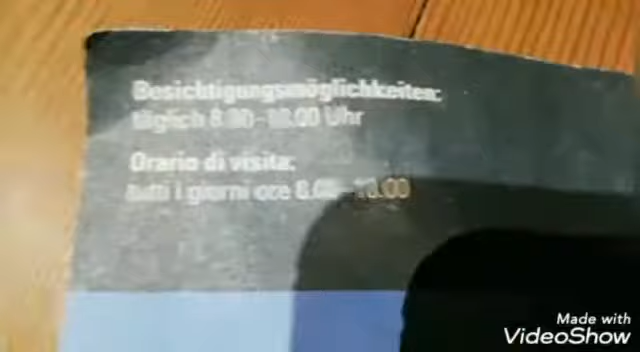 Besichtigungsmöglichkeiten:
täglich 8.00-18.00 Uhr
Orario di visita:
tutti i giorni ore 8.00-18.00
Made with
VideoShow